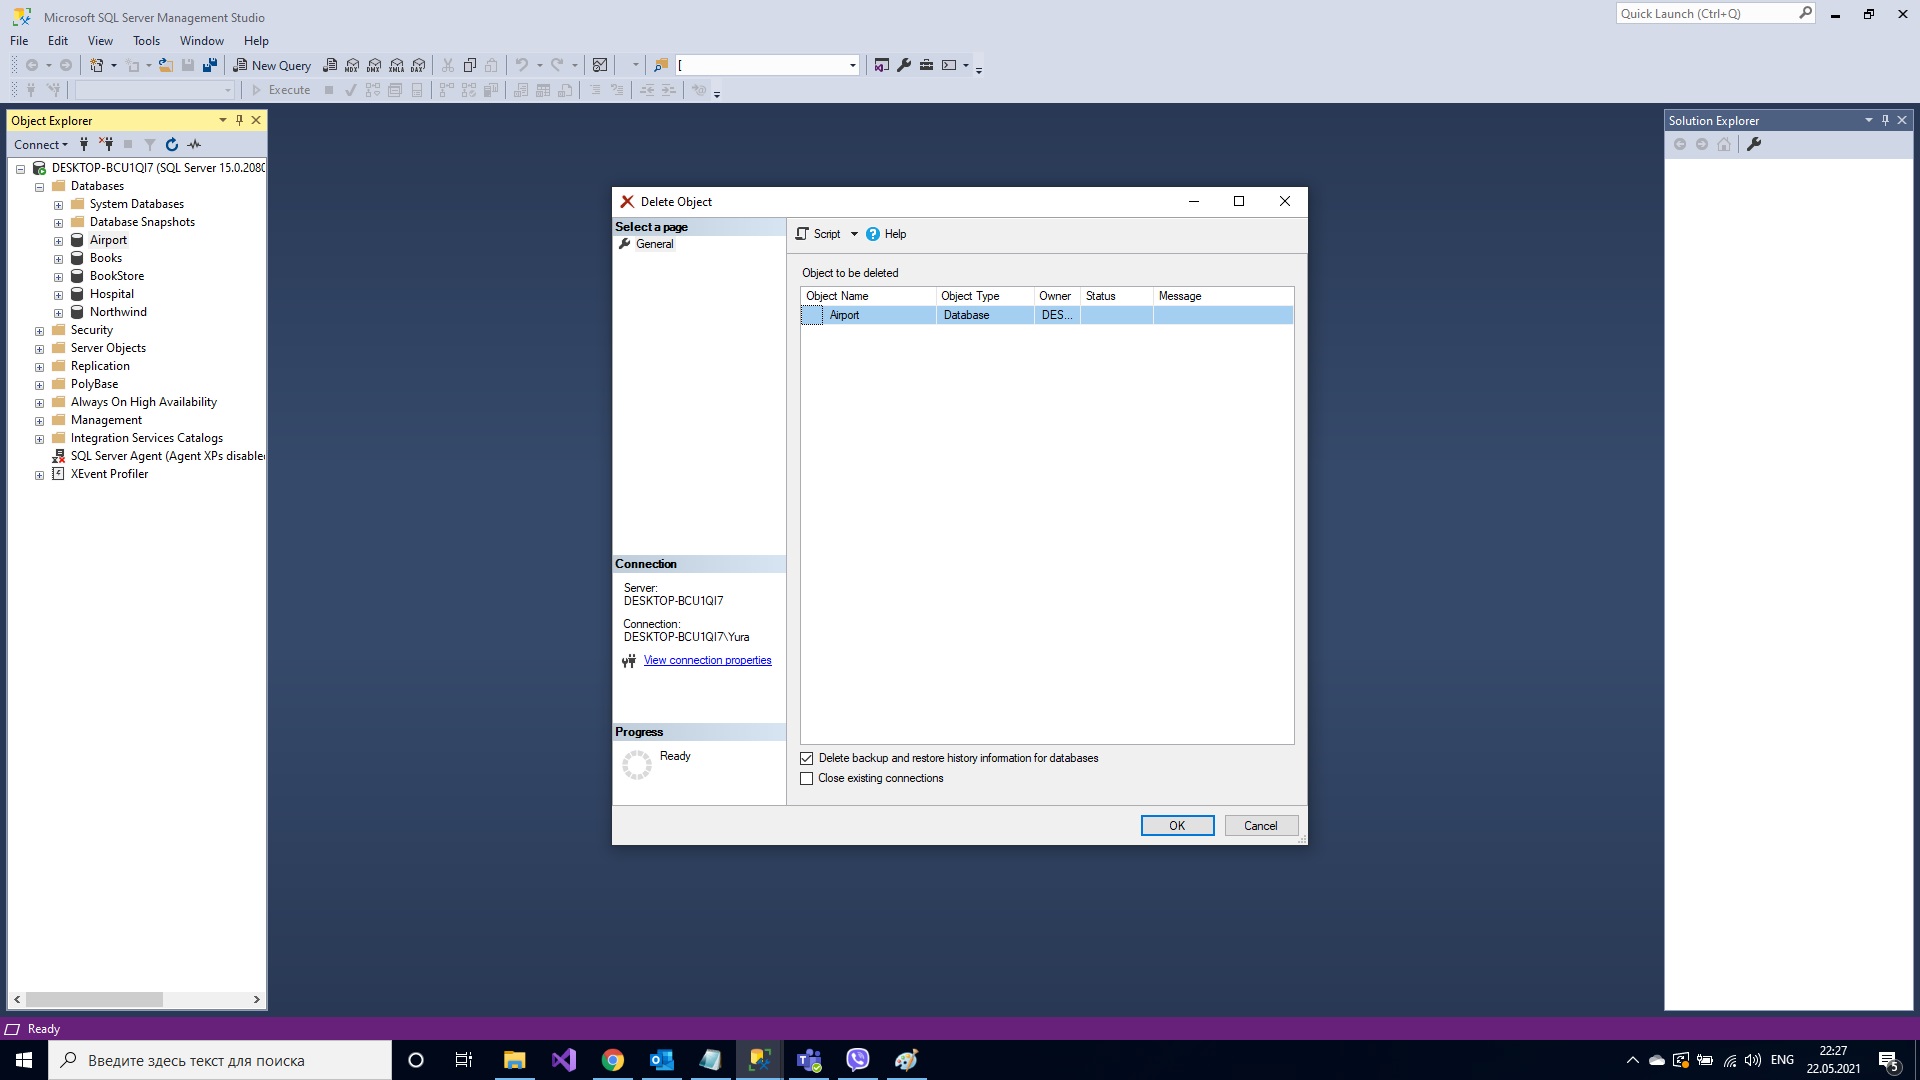 Microsoft SQL Server Management Studio
Quick Launch (Ctrl+Q)
File Edit View Tools Window Help
New Query
[
Execute
Object Explorer
Connect
DESKTOP-BCU1QI7 (SQL Server 15.0.2080
Databases
System Databases
Database Snapshots
Airport
Books
BookStore
Hospital
Northwind
Security
Server Objects
Replication
PolyBase
Always On High Availability
Management
Integration Services Catalogs
SQL Server Agent (Agent XPs disable
XEvent Profiler
Delete Object
Select a page
General
Script Help
Object to be deleted
Object Name Object Type Owner Status Message
Airport Database DES...
Connection
Server:
DESKTOP-BCU1QI7
Connection:
DESKTOP-BCU1QI7\Yura
View connection properties
Progress
Ready
Delete backup and restore history information for databases
Close existing connections
OK Cancel
Solution Explorer
Ready
Введите здесь текст для поиска
ENG
22:27
22.05.2021
5